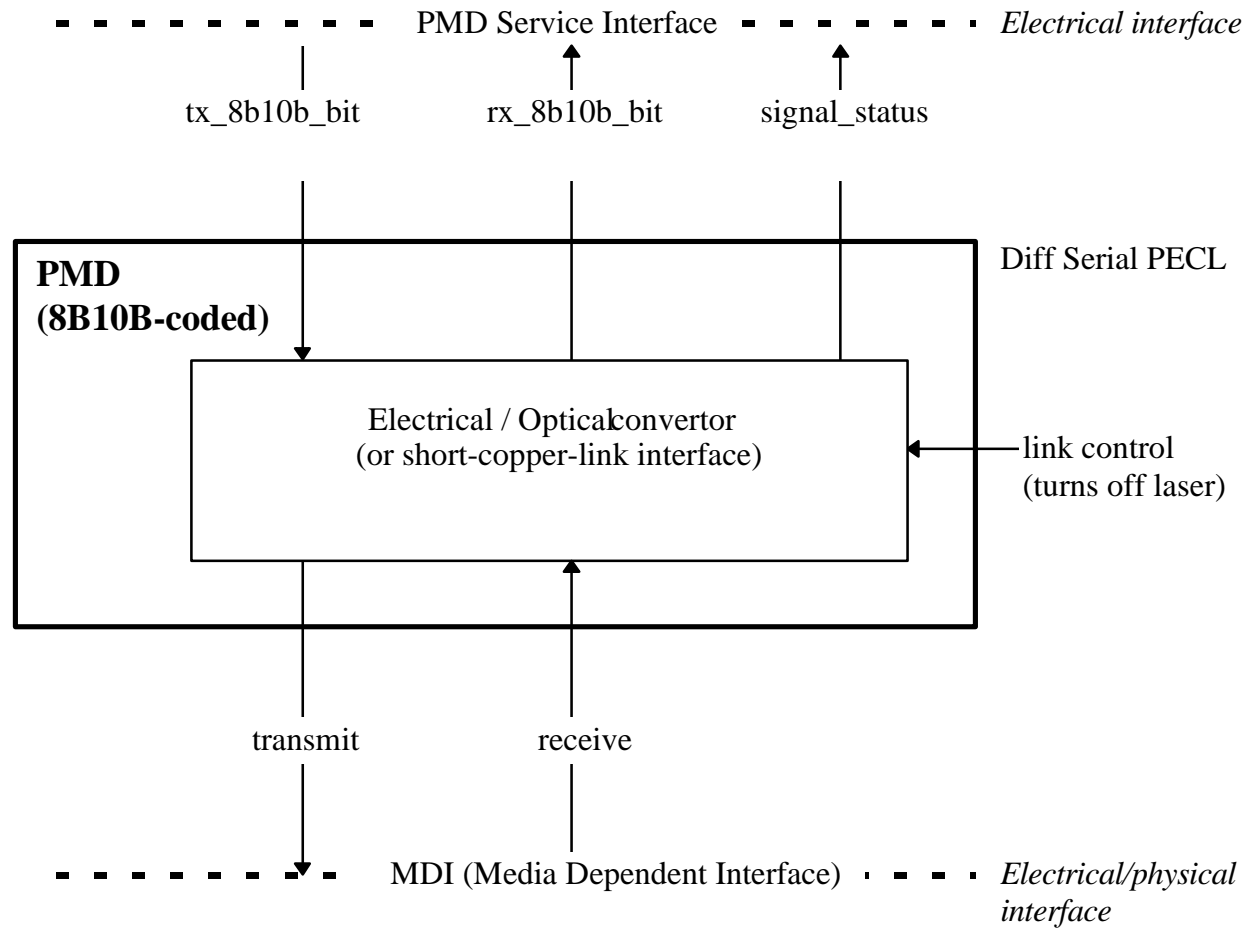 PMD Service Interface
Electrical interface
tx_8b10b_bit
rx_8b10b_bit
signal_status
PMD
(8B10B-coded)
Diff Serial PECL
Electrical / Opticalconvertor
(or short-copper-link interface)
link control
(turns off laser)
transmit
receive
MDI (Media Dependent Interface)
Electrical/physical
interface